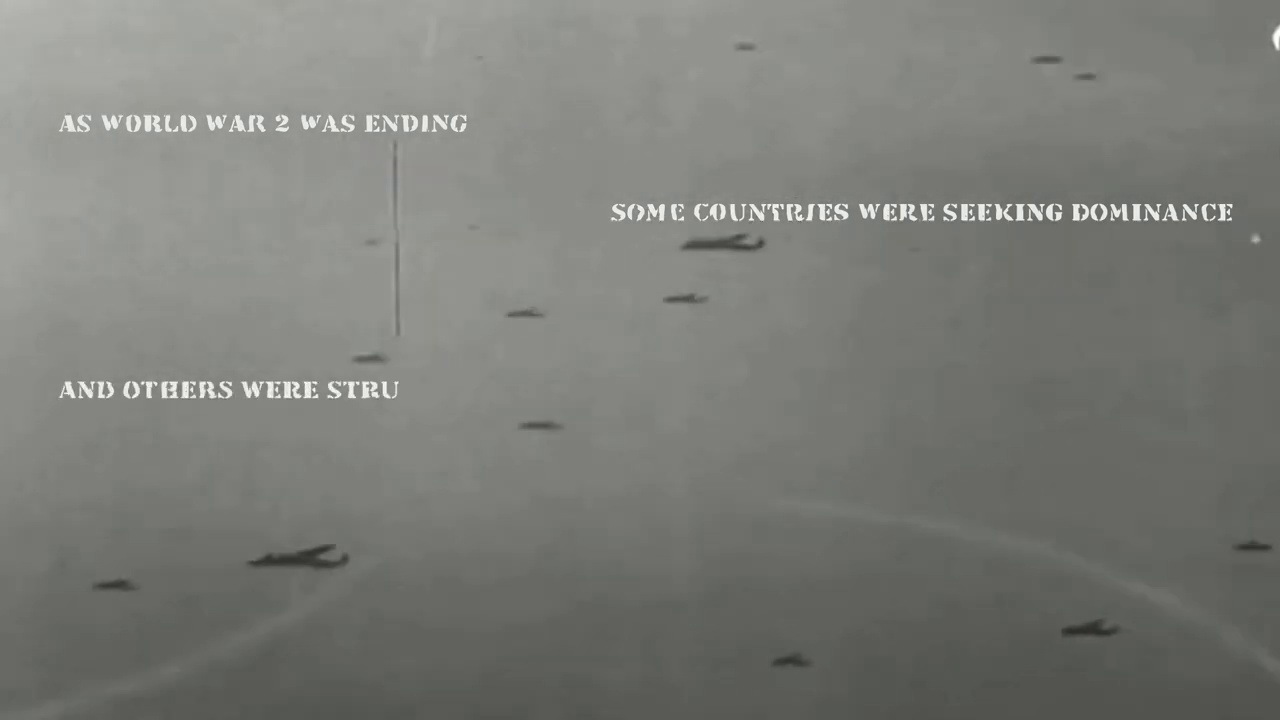 AS WORLD WAR 2 WAS ENDING
SOME COUNTRIES WERE SEEKING DOMINANCE
AND OTHERS WERE STRU